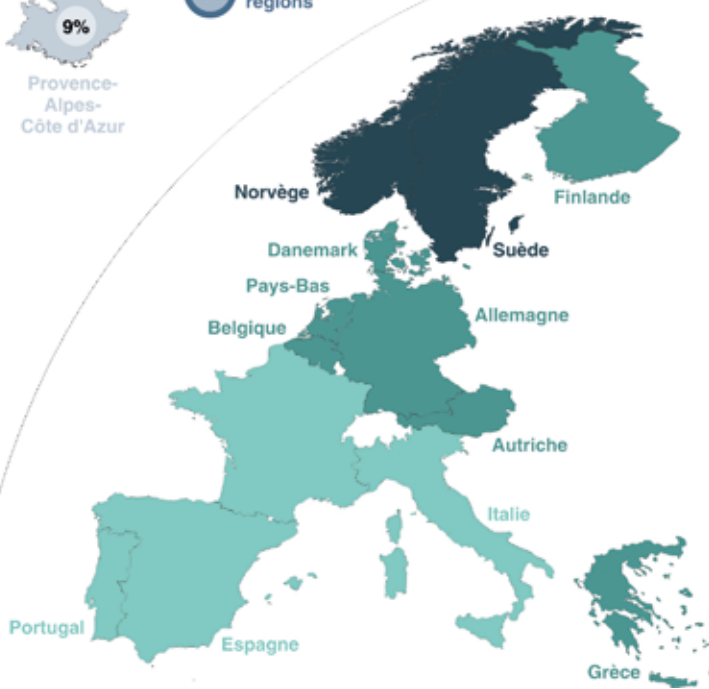 régions
9%
Provence-
Alpes-
Côte d'Azur
Norvège
Finlande
Danemark
Suède
Pays-Bas
Allemagne
Belgique
Autriche
Italie
Portugal
Espagne
Grèce